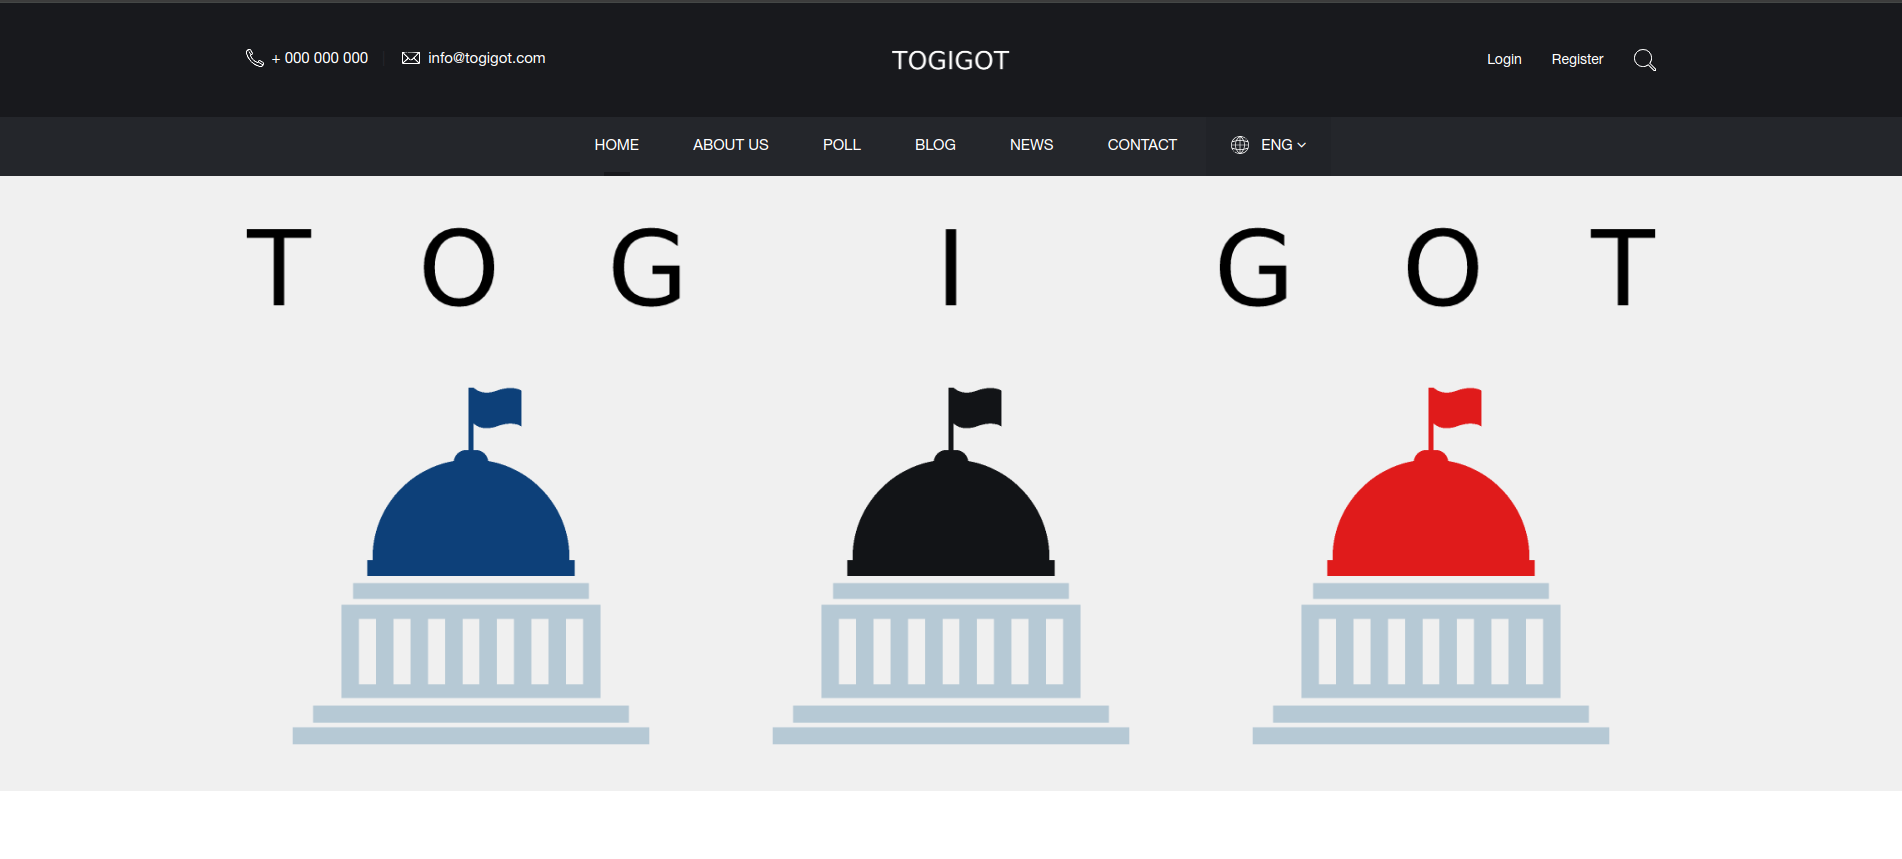 + 000 000 000 info@togigot.com TOGIGOT Login Register
HOME ABOUT US POLL BLOG NEWS CONTACT ENG
T O G I G O T